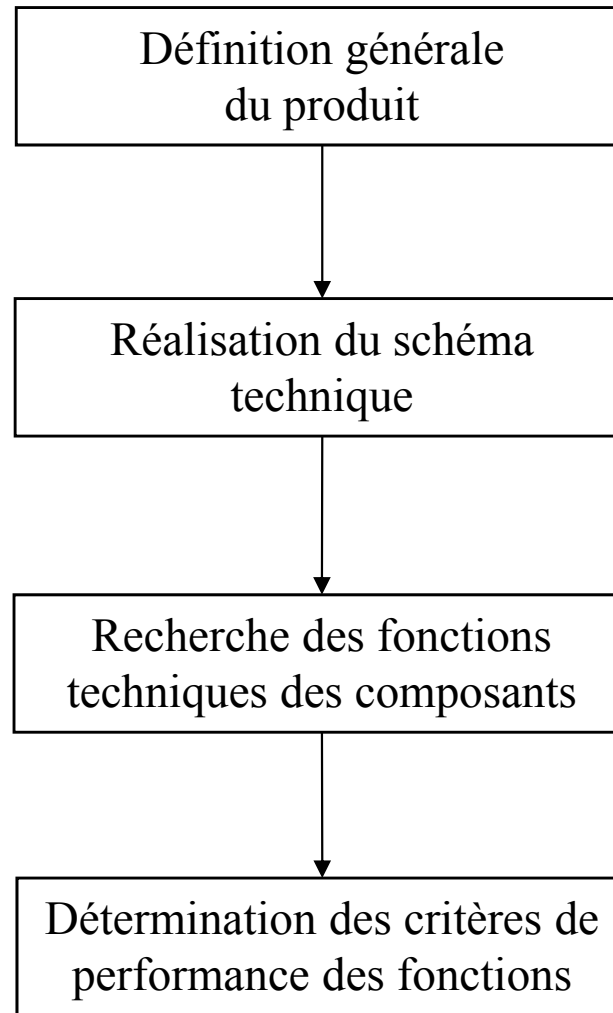 Définition générale
du produit
Réalisation du schéma
technique
Recherche des fonctions
techniques des composants
Détermination des critères de
performance des fonctions